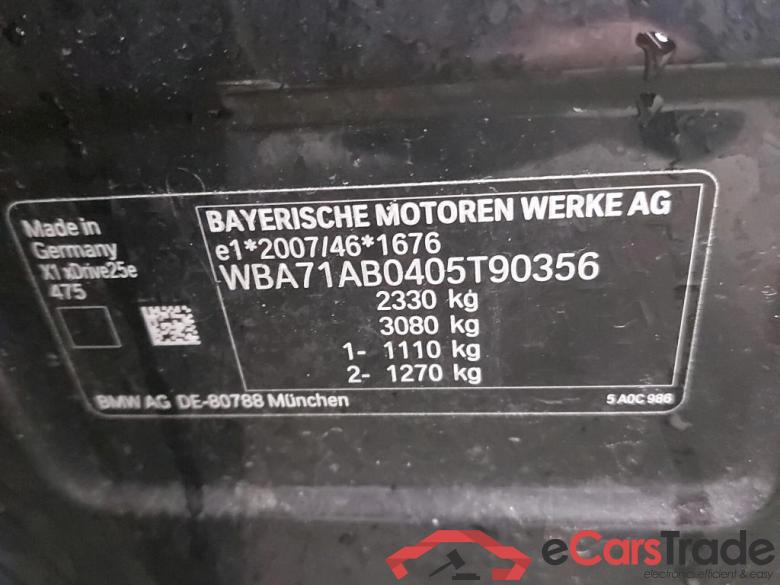 Made in
Germany
X1 xDrive25e
475
BAYERISCHE MOTOREN WERKE AG
e1*2007/46*1676
WBA71AB0405T90356
2330 kg
3080 kg
1- 1110 kg
2- 1270 kg
BMW AG DE-80788 München
5 A0C 986
eCarsTrade
electronic, efficient & easy